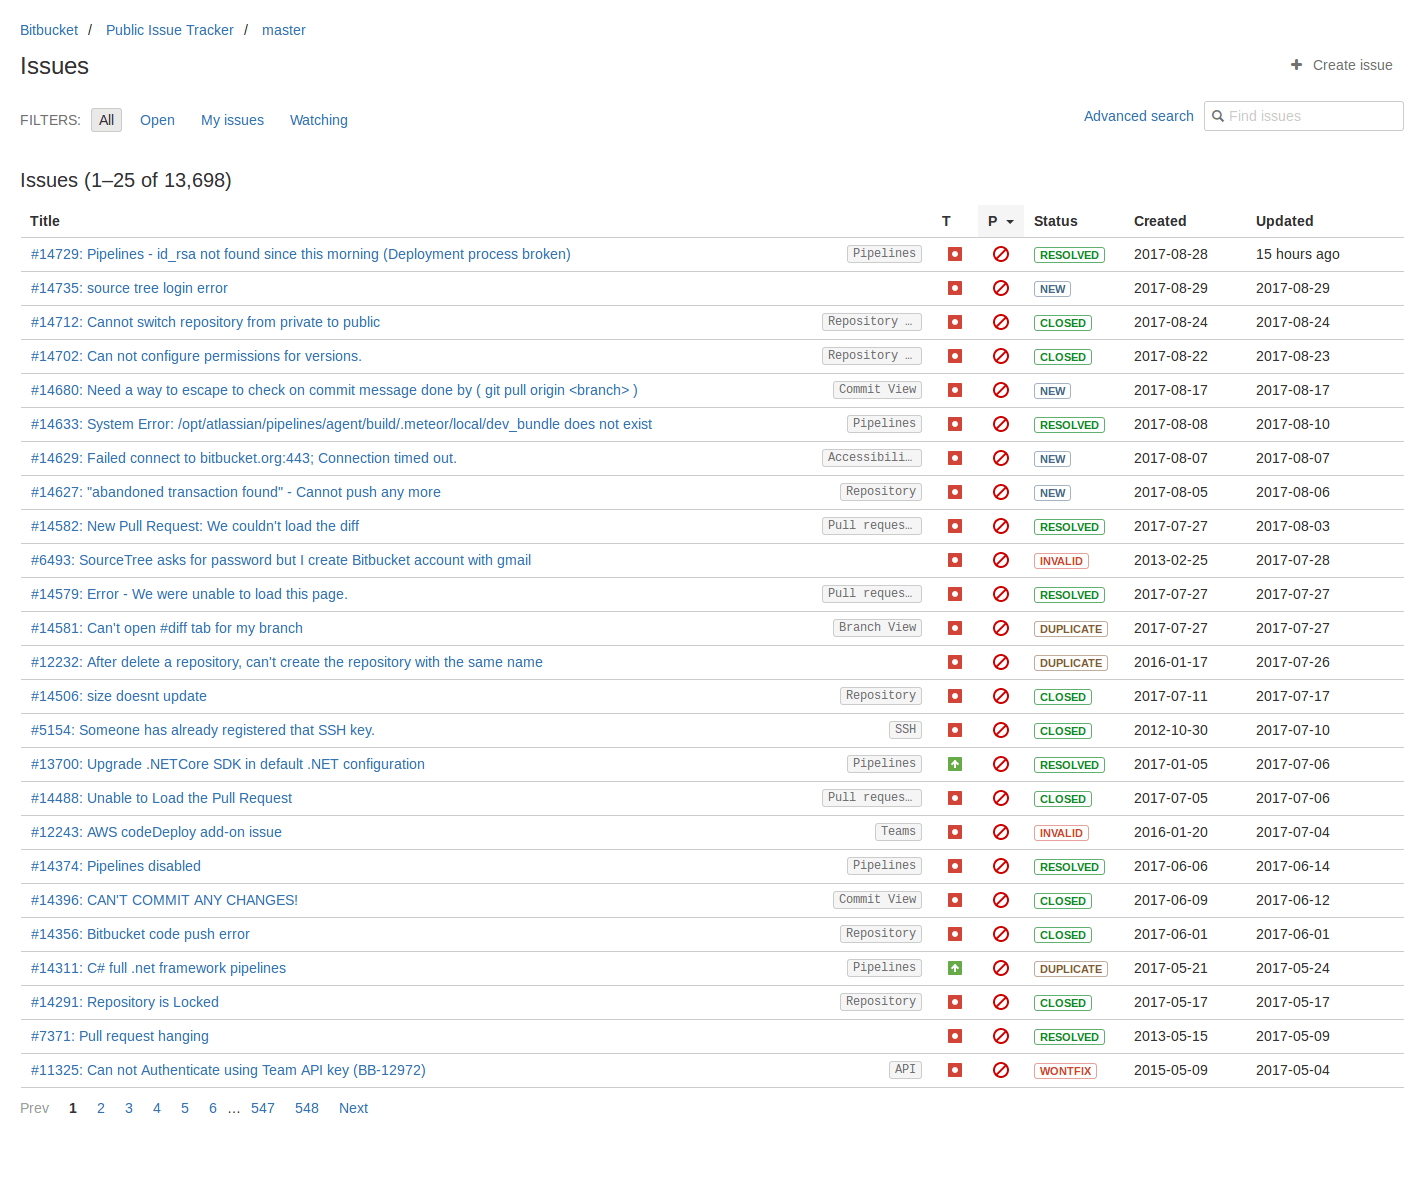 Bitbucket / Public Issue Tracker / master
Issues
Create issue
FILTERS: All Open My issues Watching
Advanced search Find issues
Issues (1–25 of 13,698)
Title T P Status Created Updated
#14729: Pipelines - id_rsa not found since this morning (Deployment process broken) Pipelines RESOLVED 2017-08-28 15 hours ago
#14735: source tree login error NEW 2017-08-29 2017-08-29
#14712: Cannot switch repository from private to public Repository … CLOSED 2017-08-24 2017-08-24
#14702: Can not configure permissions for versions. Repository … CLOSED 2017-08-22 2017-08-23
#14680: Need a way to escape to check on commit message done by ( git pull origin <branch> ) Commit View NEW 2017-08-17 2017-08-17
#14633: System Error: /opt/atlassian/pipelines/agent/build/.meteor/local/dev_bundle does not exist Pipelines RESOLVED 2017-08-08 2017-08-10
#14629: Failed connect to bitbucket.org:443; Connection timed out. Accessibili… NEW 2017-08-07 2017-08-07
#14627: "abandoned transaction found" - Cannot push any more Repository NEW 2017-08-05 2017-08-06
#14582: New Pull Request: We couldn't load the diff Pull reques… RESOLVED 2017-07-27 2017-08-03
#6493: SourceTree asks for password but I create Bitbucket account with gmail INVALID 2013-02-25 2017-07-28
#14579: Error - We were unable to load this page. Pull reques… RESOLVED 2017-07-27 2017-07-27
#14581: Can't open #diff tab for my branch Branch View DUPLICATE 2017-07-27 2017-07-27
#12232: After delete a repository, can't create the repository with the same name DUPLICATE 2016-01-17 2017-07-26
#14506: size doesnt update Repository CLOSED 2017-07-11 2017-07-17
#5154: Someone has already registered that SSH key. SSH CLOSED 2012-10-30 2017-07-10
#13700: Upgrade .NETCore SDK in default .NET configuration Pipelines RESOLVED 2017-01-05 2017-07-06
#14488: Unable to Load the Pull Request Pull reques… CLOSED 2017-07-05 2017-07-06
#12243: AWS codeDeploy add-on issue Teams INVALID 2016-01-20 2017-07-04
#14374: Pipelines disabled Pipelines RESOLVED 2017-06-06 2017-06-14
#14396: CAN'T COMMIT ANY CHANGES! Commit View CLOSED 2017-06-09 2017-06-12
#14356: Bitbucket code push error Repository CLOSED 2017-06-01 2017-06-01
#14311: C# full .net framework pipelines Pipelines DUPLICATE 2017-05-21 2017-05-24
#14291: Repository is Locked Repository CLOSED 2017-05-17 2017-05-17
#7371: Pull request hanging RESOLVED 2013-05-15 2017-05-09
#11325: Can not Authenticate using Team API key (BB-12972) API WONTFIX 2015-05-09 2017-05-04
Prev 1 2 3 4 5 6 … 547 548 Next